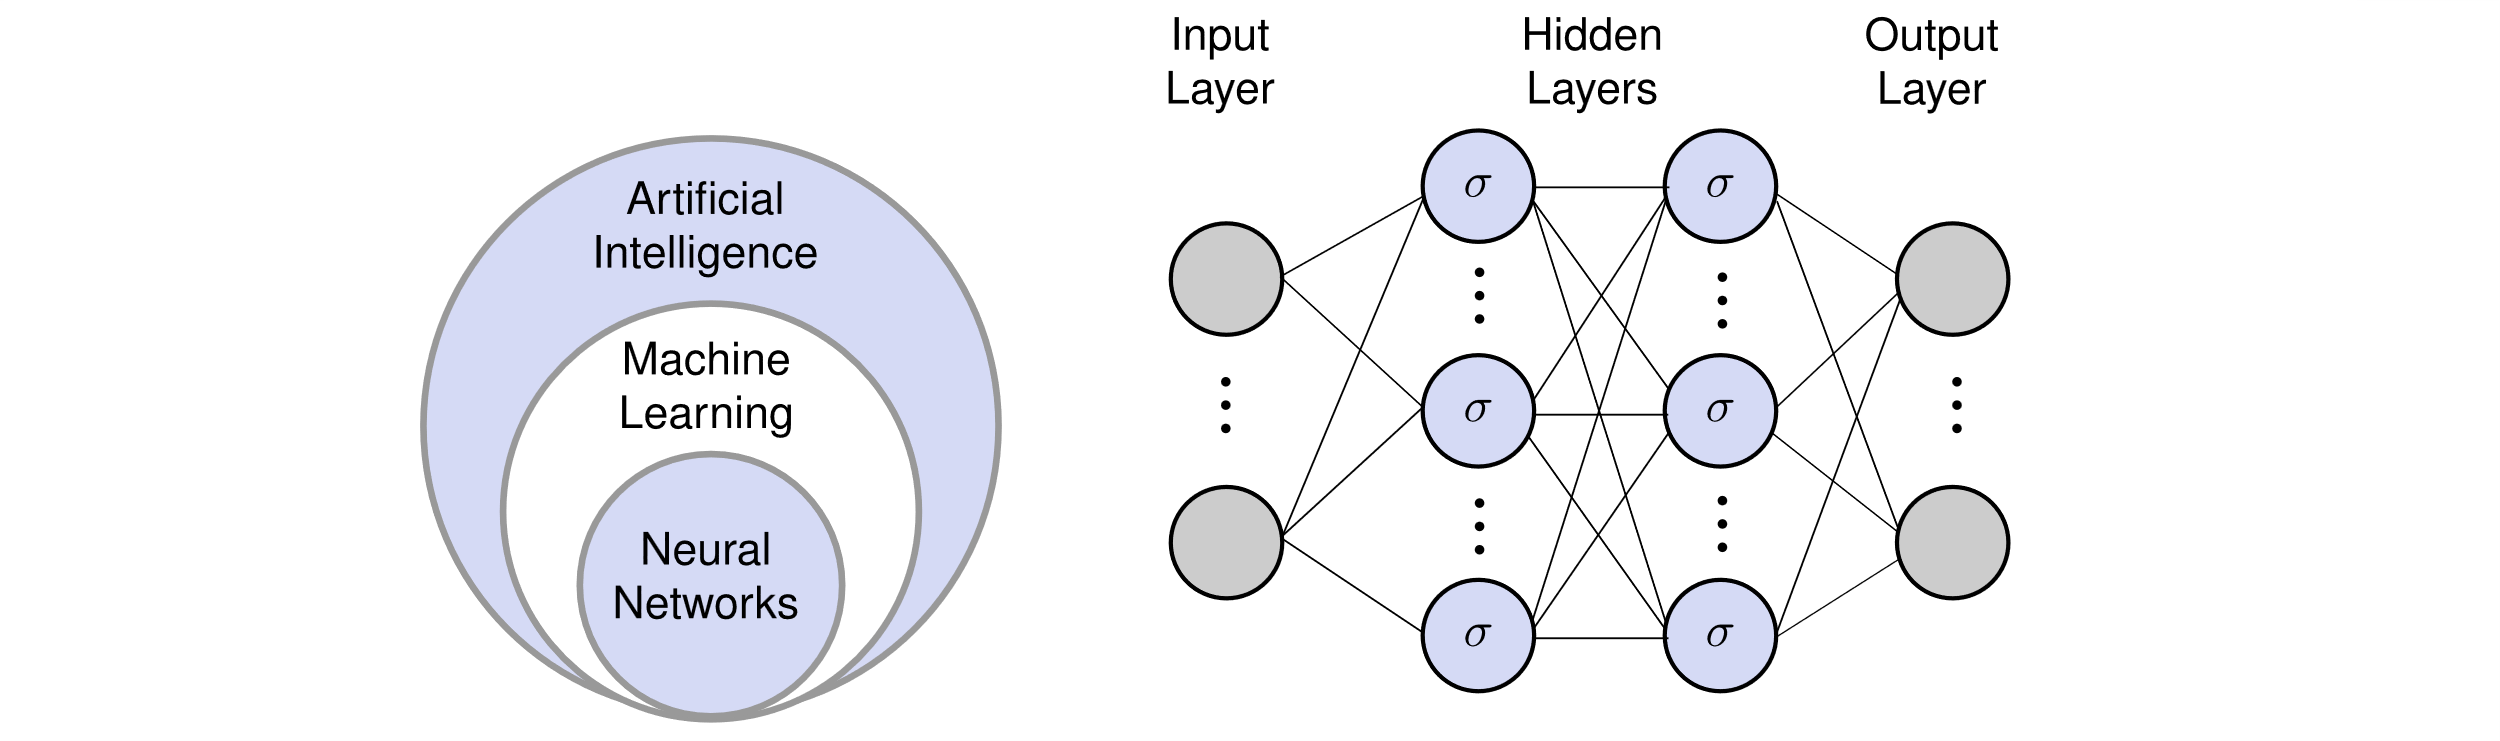 Artificial
Intelligence
Machine
Learning
Neural
Networks
Input
Layer
Hidden
Layers
Output
Layer
σ
σ
σ
σ
σ
σ